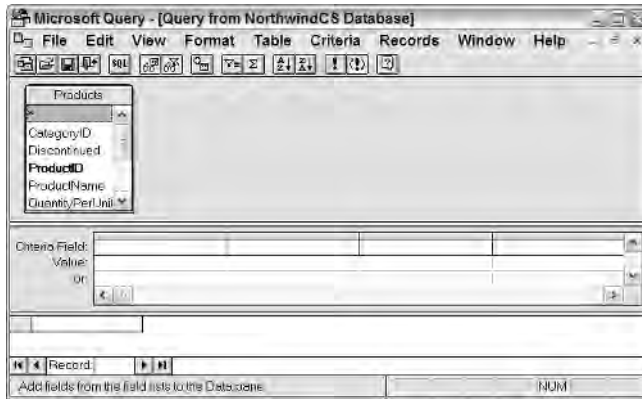 Microsoft Query - [Query from NorthwindCS Database]
File Edit View Format Table Criteria Records Window Help
SQL
Products
*
CategoryID
Discontinued
ProductID
ProductName
QuantityPerUni
Criteria Field:
Value:
or:
Record:
Add fields from the field lists to the Data pane
NUM